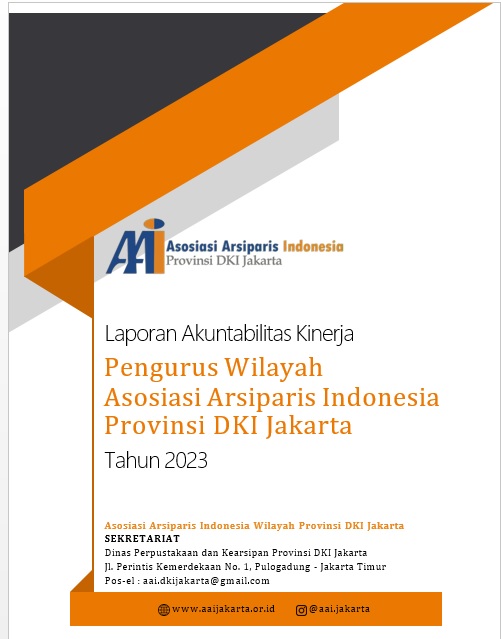 AAI Asosiasi Arsiparis Indonesia
Provinsi DKI Jakarta
Laporan Akuntabilitas Kinerja
Pengurus Wilayah
Asosiasi Arsiparis Indonesia
Provinsi DKI Jakarta
Tahun 2023
Asosiasi Arsiparis Indonesia Wilayah Provinsi DKI Jakarta
SEKRETARIAT
Dinas Perpustakaan dan Kearsipan Provinsi DKI Jakarta
Jl. Perintis Kemerdekaan No. 1, Pulogadung - Jakarta Timur
Pos-el : aai.dkijakarta@gmail.com
www.aaijakarta.or.id @aai.jakarta